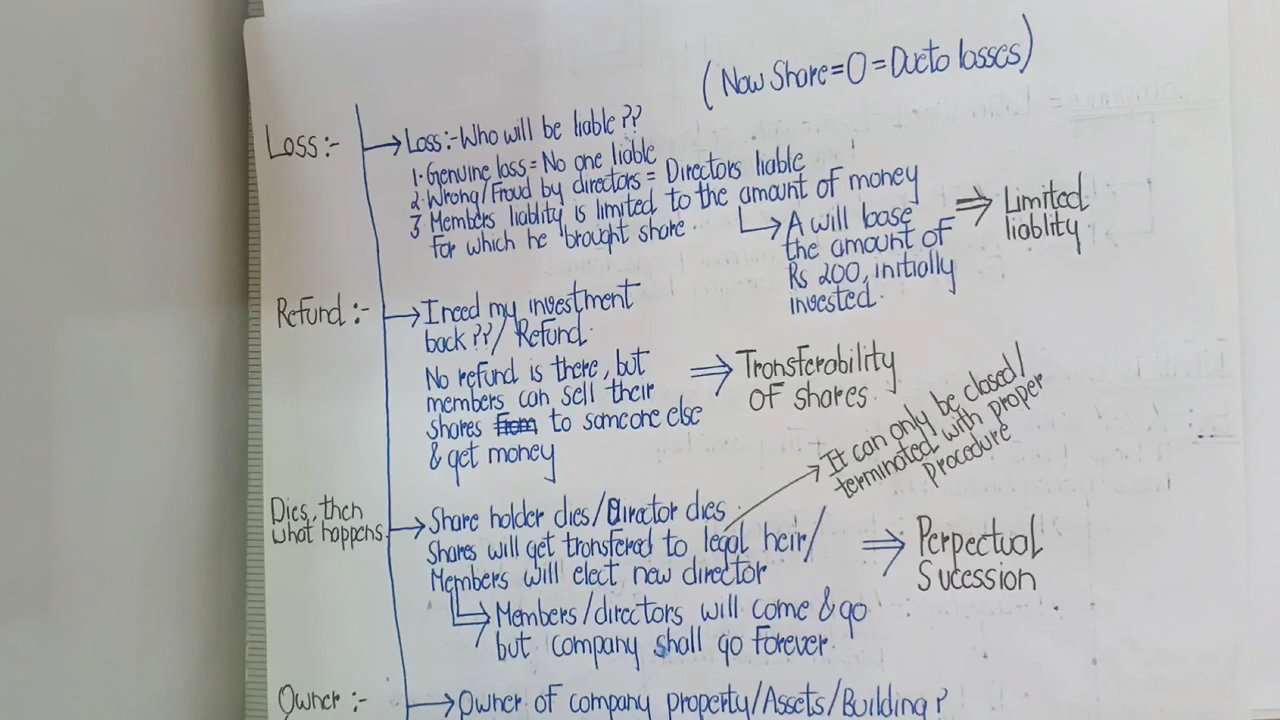 (Now Share=0=Due to losses)
Loss:- → Loss:-Who will be liable??
1. Genuine loss= No one liable
2. Wrong/Fraud by directors = Directors liable
3 Members liablity is limited to the amount of money
For which he brought share.
→ A will loose
the amount of
Rs 200, initially
invested.
⇒ Limited
liablity
Refund:- → I need my investment
back??/ Refund.
No refund is there, but
members can sell their
shares from to someone else
& get money
⇒ Transferability
of shares.
Dies, then
what happens
→ Share holder dies/Director dies
Shares will get transfered to legal heir/
Members will elect new director
→ It can only be closed/
terminated with proper
procedure
⇒ Perpectual
Sucession
⇒ Members/directors will come & go
but company shall go forever.
Owner:- → Owner of company property/Assets/Building?